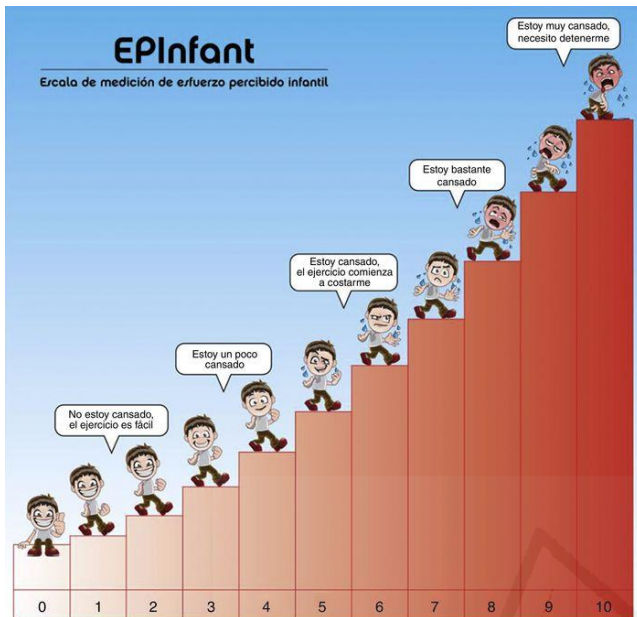 EPInfant
Escala de medición de esfuerzo percibido infantil
Estoy muy cansado,
necesito detenerme
Estoy bastante
cansado
Estoy cansado,
el ejercicio comienza
a costarme
Estoy un poco
cansado
No estoy cansado,
el ejercicio es fácil
0 1 2 3 4 5 6 7 8 9 10